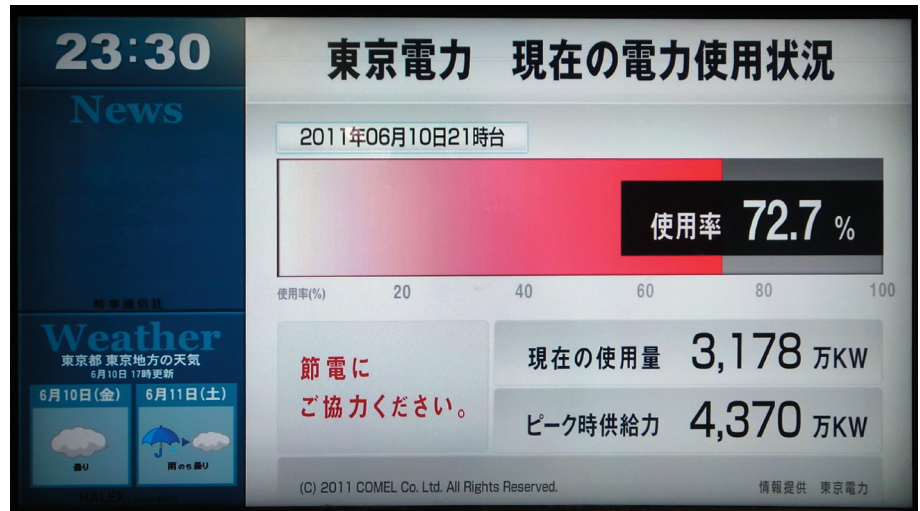 23:30
News
時事通信社
Weather
東京都 東京地方の天気
6月10日 17時更新
6月10日(金)
6月11日(土)
曇り
雨のち曇り
HALEX
東京電力 現在の電力使用状況
2011年06月10日21時台
使用率 72.7 %
使用率(%) 20 40 60 80 100
節電に
ご協力ください。
現在の使用量 3,178 万KW
ピーク時供給力 4,370 万KW
(C) 2011 COMEL Co. Ltd. All Rights Reserved.
情報提供 東京電力